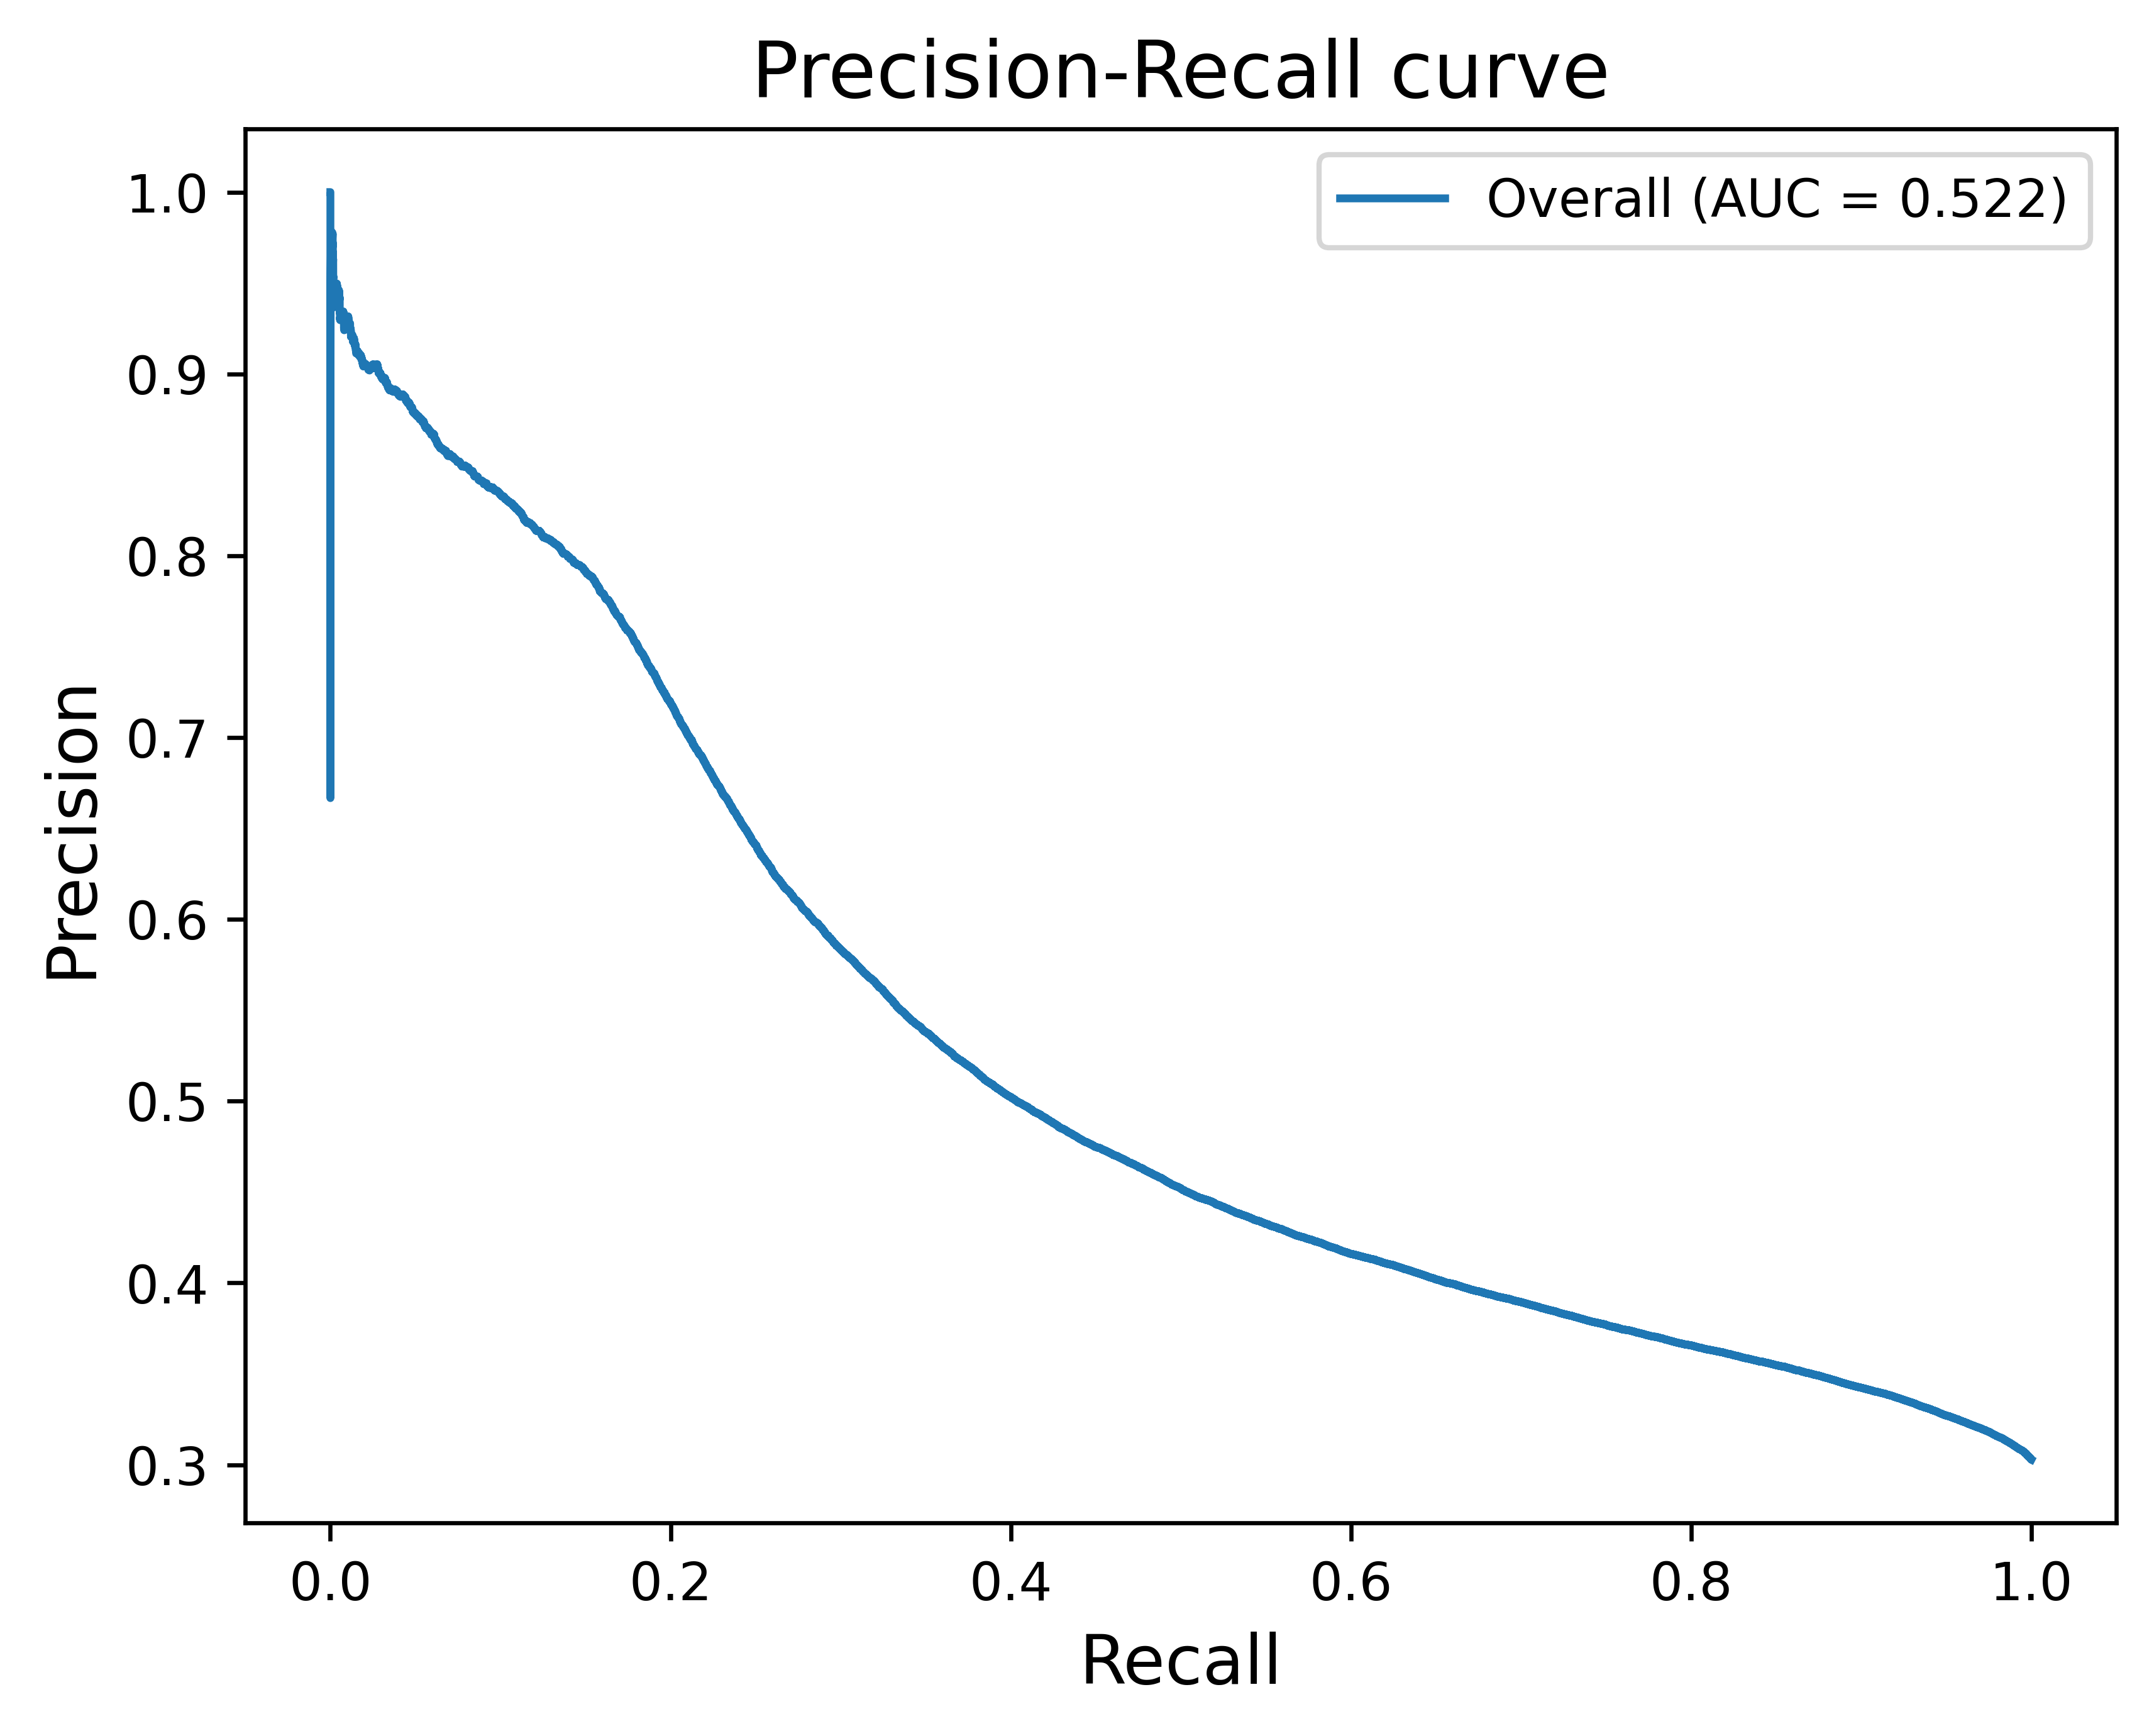 Precision-Recall curve
Overall (AUC = 0.522)
1.0
0.9
0.8
0.7
0.6
0.5
0.4
0.3
Precision
0.0 0.2 0.4 0.6 0.8 1.0
Recall